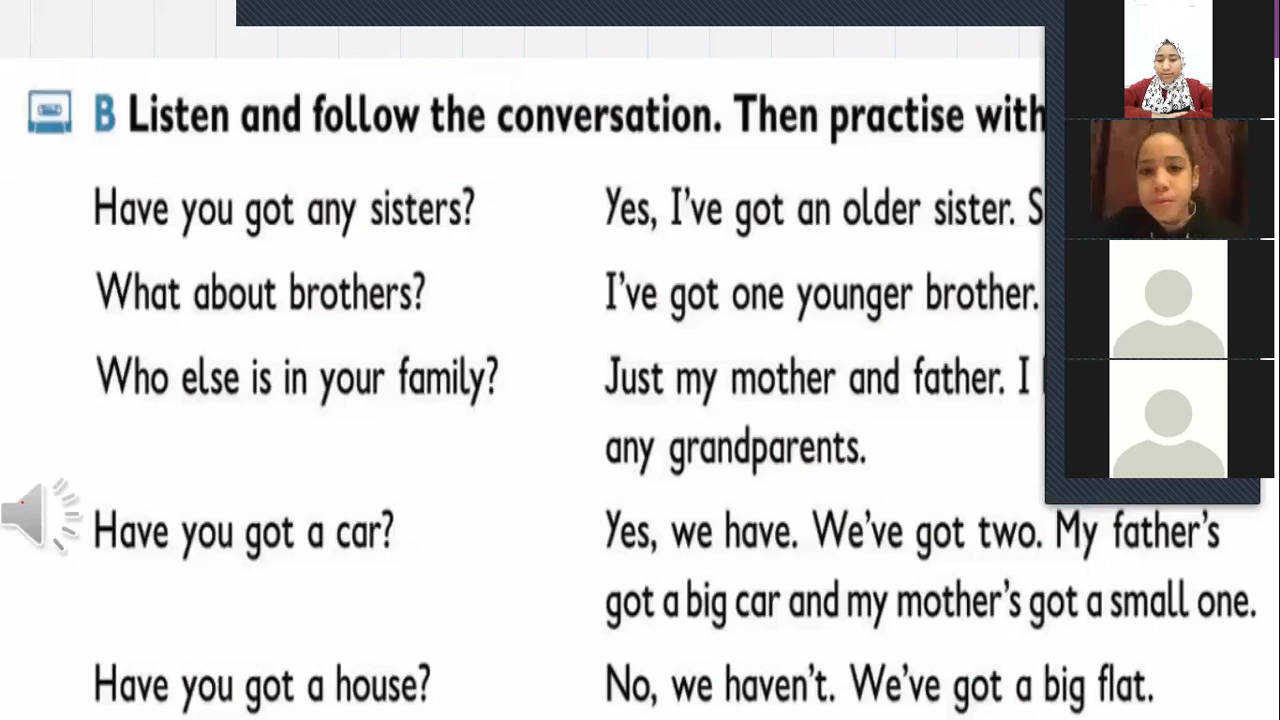 B Listen and follow the conversation. Then practise with
Have you got any sisters? Yes, I've got an older sister. S
What about brothers? I've got one younger brother.
Who else is in your family? Just my mother and father. I
any grandparents.
Have you got a car? Yes, we have. We've got two. My father's
got a big car and my mother's got a small one.
Have you got a house? No, we haven't. We've got a big flat.